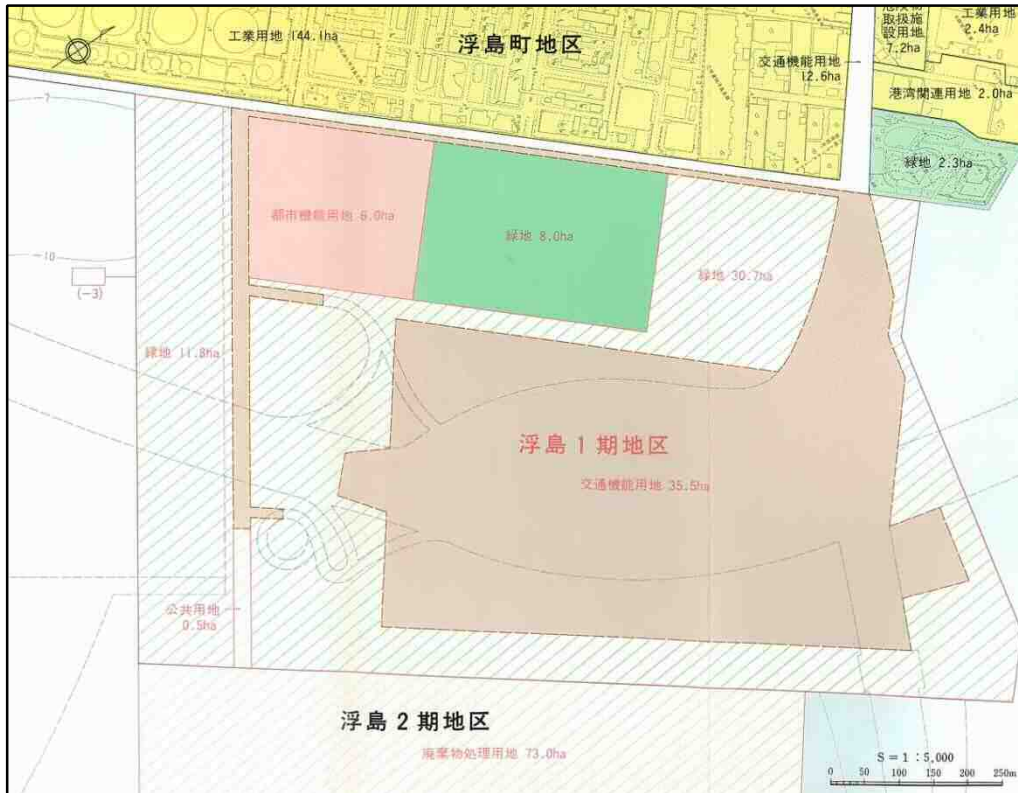 工業用地 144.1ha
浮島町地区
交通機能用地
12.6ha
取扱施
設用地
7.2ha
工業用地
2.4ha
港湾関連用地 2.0ha
緑地 2.3ha
-7
都市機能用地 6.0ha
緑地 8.0ha
緑地 30.7ha
-10
(-3)
緑地 11.8ha
浮島1期地区
交通機能用地 35.5ha
公共用地
0.5ha
浮島2期地区
廃棄物処理用地 73.0ha
S=1:5,000
0 50 100 150 200 250m